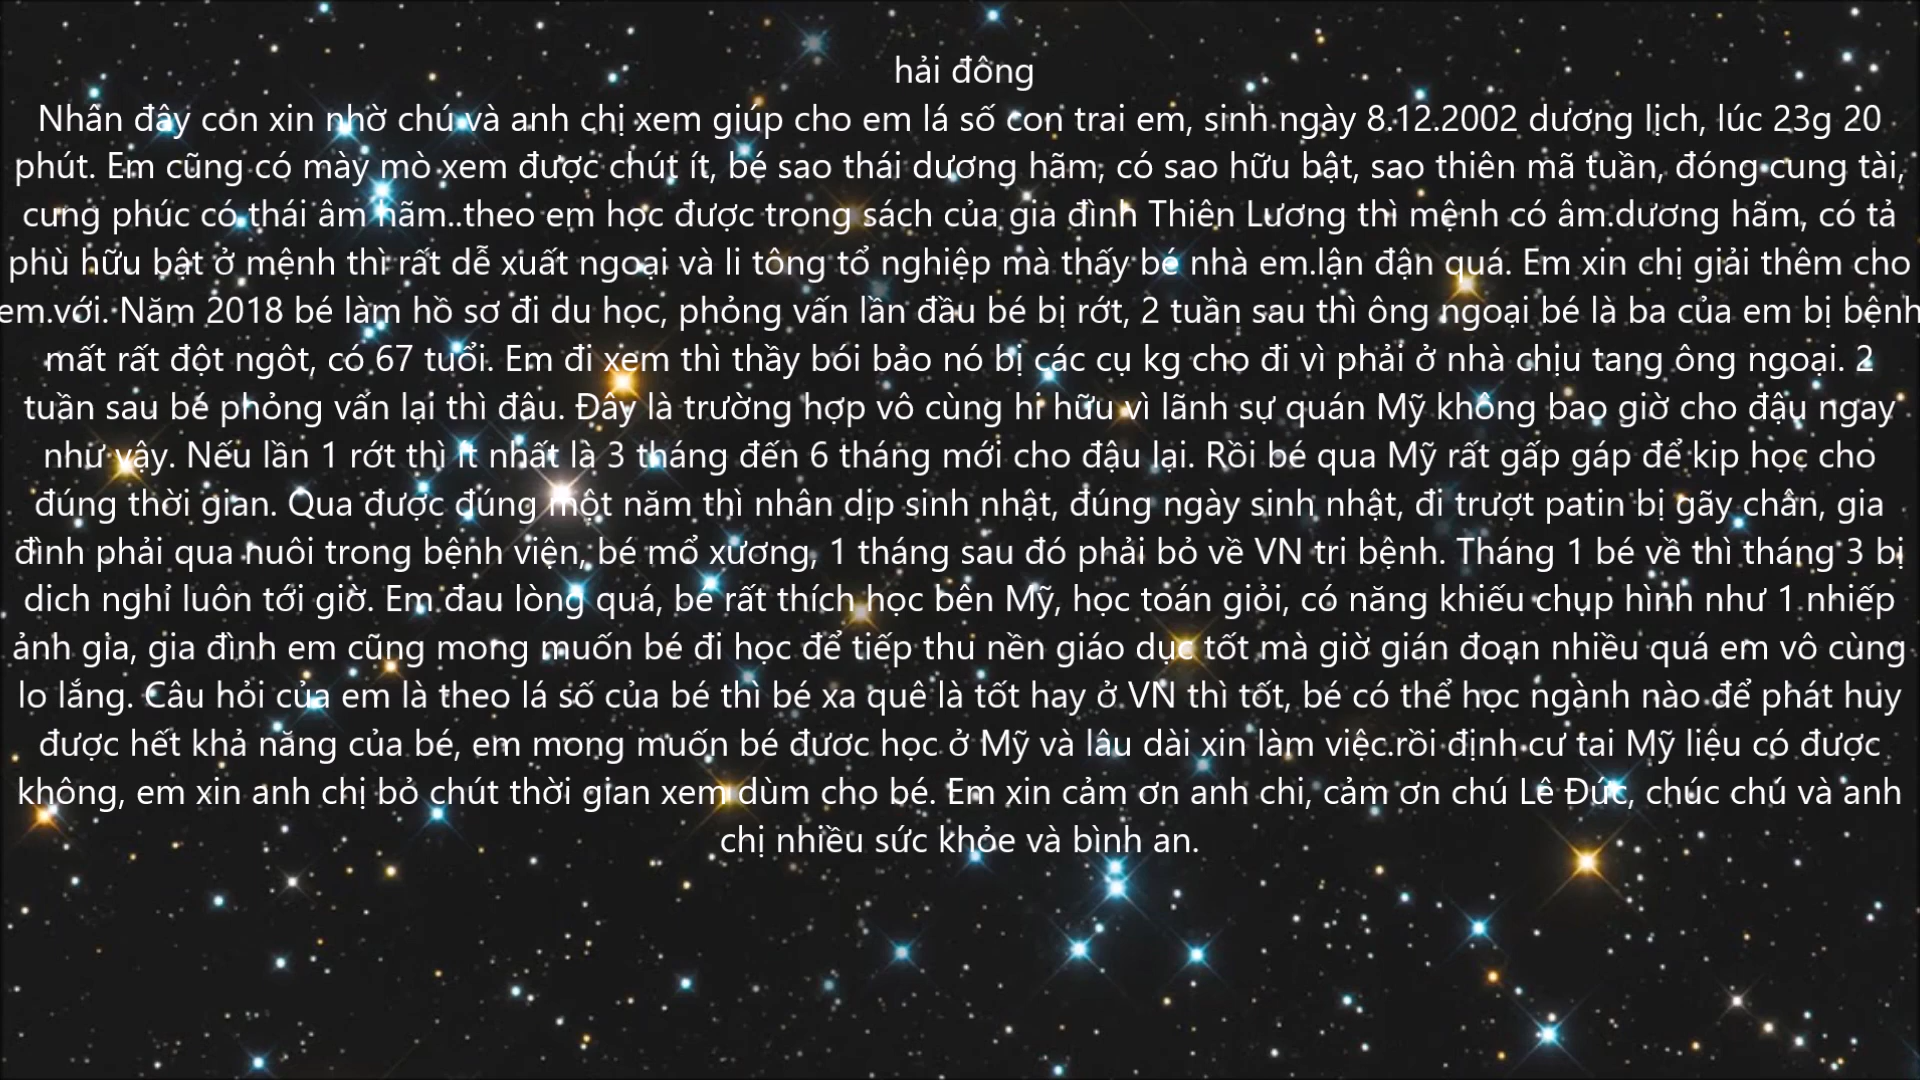 hải đông
Nhân đây con xin nhờ chú và anh chị xem giúp cho em lá số con trai em, sinh ngày 8.12.2002 dương lịch, lúc 23g 20
phút. Em cũng có mày mò xem được chút ít, bé sao thái dương hãm, có sao hữu bật, sao thiên mã tuần, đóng cung tài,
cung phúc có thái âm hãm..theo em học được trong sách của gia đình Thiên Lương thì mệnh có âm.dương hãm, có tả
phù hữu bật ở mệnh thì rất dễ xuất ngoại và li tông tổ nghiệp mà thấy bé nhà em.lận đận quá. Em xin chị giải thêm cho
em.với. Năm 2018 bé làm hồ sơ đi du học, phỏng vấn lần đầu bé bị rớt, 2 tuần sau thì ông ngoại bé là ba của em bị bệnh
mất rất đột ngôt, có 67 tuổi. Em đi xem thì thầy bói bảo nó bị các cụ kg cho đi vì phải ở nhà chịu tang ông ngoại. 2
tuần sau bé phỏng vấn lại thì đâu. Đây là trường hợp vô cùng hi hữu vì lãnh sự quán Mỹ không bao giờ cho đậu ngay
như vậy. Nếu lần 1 rớt thì ít nhất là 3 tháng đến 6 tháng mới cho đậu lại. Rồi bé qua Mỹ rất gấp gáp để kip học cho
đúng thời gian. Qua được đúng một năm thì nhân dịp sinh nhật, đúng ngày sinh nhật, đi trượt patin bị gãy chân, gia
đình phải qua nuôi trong bệnh viện, bé mổ xương, 1 tháng sau đó phải bỏ về VN tri bệnh. Tháng 1 bé về thì tháng 3 bị
dich nghỉ luôn tới giờ. Em đau lòng quá, bé rất thích học bên Mỹ, học toán giỏi, có năng khiếu chụp hình như 1 nhiếp
ảnh gia, gia đình em cũng mong muốn bé đi học để tiếp thu nền giáo dục tốt mà giờ gián đoạn nhiều quá em vô cùng
lo lắng. Câu hỏi của em là theo lá số của bé thì bé xa quê là tốt hay ở VN thì tốt, bé có thể học ngành nào để phát huy
được hết khả năng của bé, em mong muốn bé đươc học ở Mỹ và lâu dài xin làm việc.rồi định cư tai Mỹ liệu có được
không, em xin anh chị bỏ chút thời gian xem dùm cho bé. Em xin cảm ơn anh chi, cảm ơn chú Lê Đức, chúc chú và anh
chị nhiều sức khỏe và bình an.